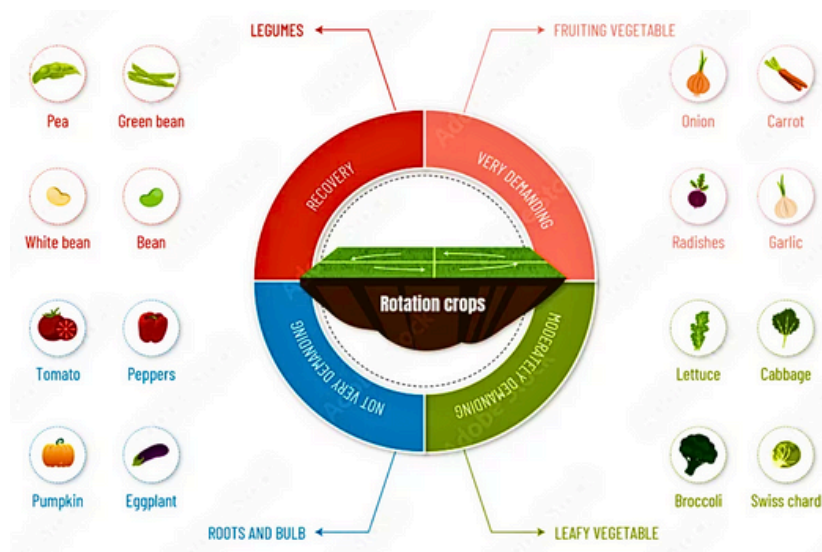 LEGUMES
FRUITING VEGETABLE
Pea
Green bean
Onion
Carrot
RECOVERY
VERY DEMANDING
White bean
Bean
Radishes
Garlic
Rotation crops
NOT VERY DEMANDING
MODERATELY DEMANDING
Tomato
Peppers
Lettuce
Cabbage
Pumpkin
Eggplant
Broccoli
Swiss chard
ROOTS AND BULB
LEAFY VEGETABLE